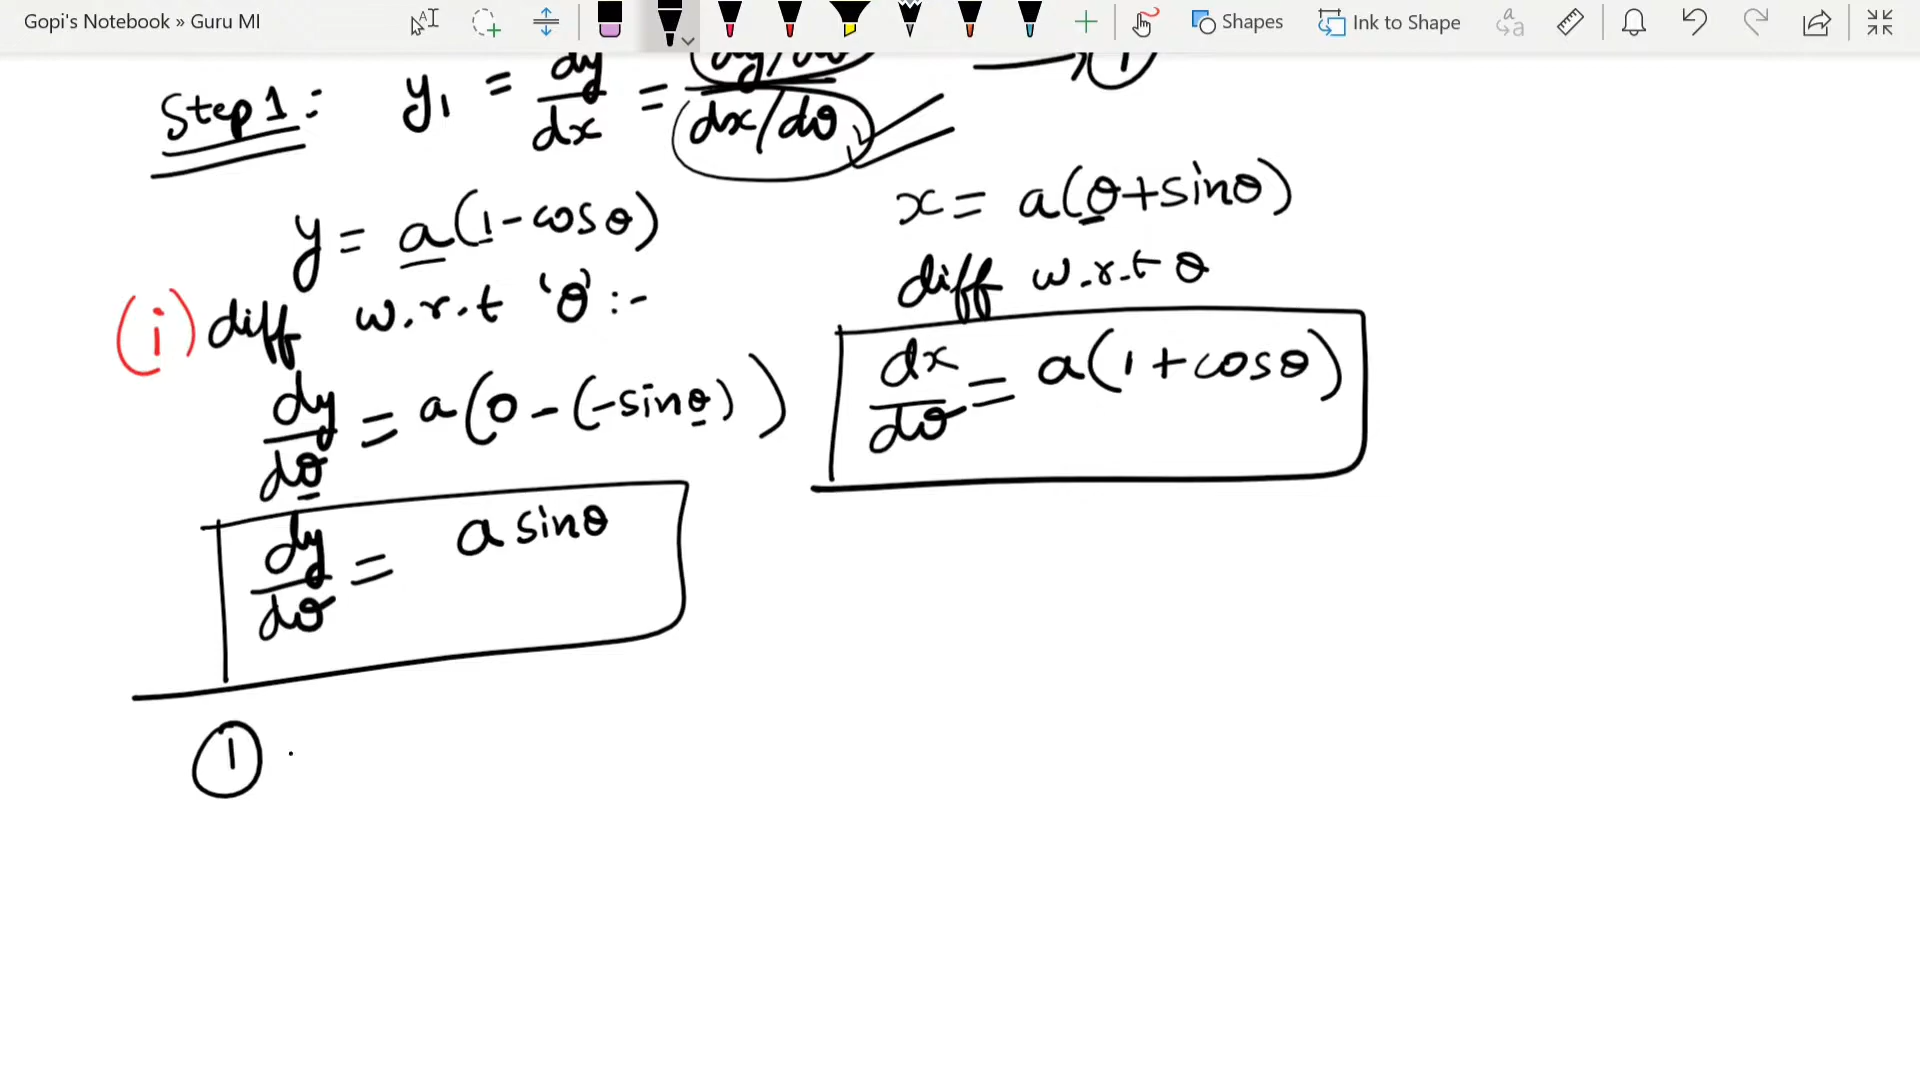 Gopi's Notebook » Guru MI
Shapes
Ink to Shape
Step 1 : y₁ = dy/dx = (dy/dθ)/(dx/dθ) → ①
y = a(1 - cosθ)
x = a(θ + sinθ)
(i) diff w.r.t 'θ' :-
diff w.r.t θ
dy/dθ = a(0 - (-sinθ))
dx/dθ = a(1 + cosθ)
dy/dθ = a sinθ
①